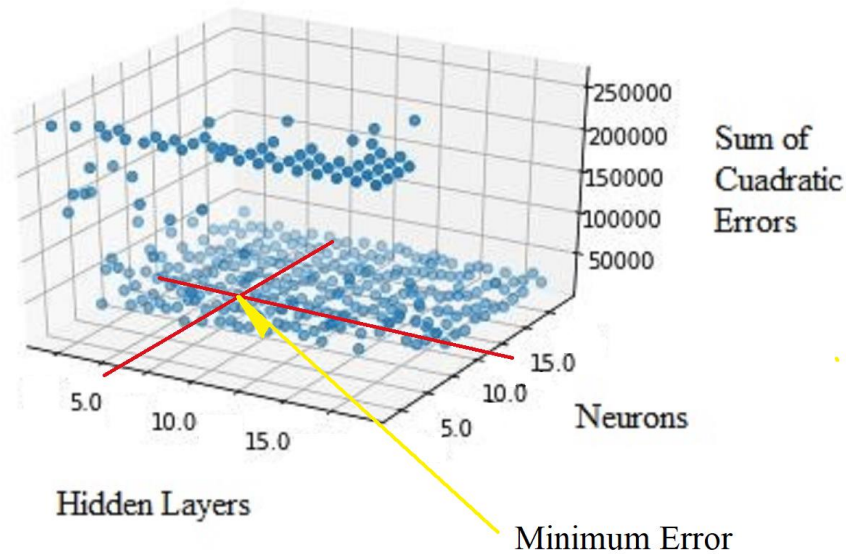 250000
200000
150000
100000
50000
Sum of
Cuadratic
Errors
5.0
10.0
15.0
Hidden Layers
5.0
10.0
15.0
Neurons
Minimum Error